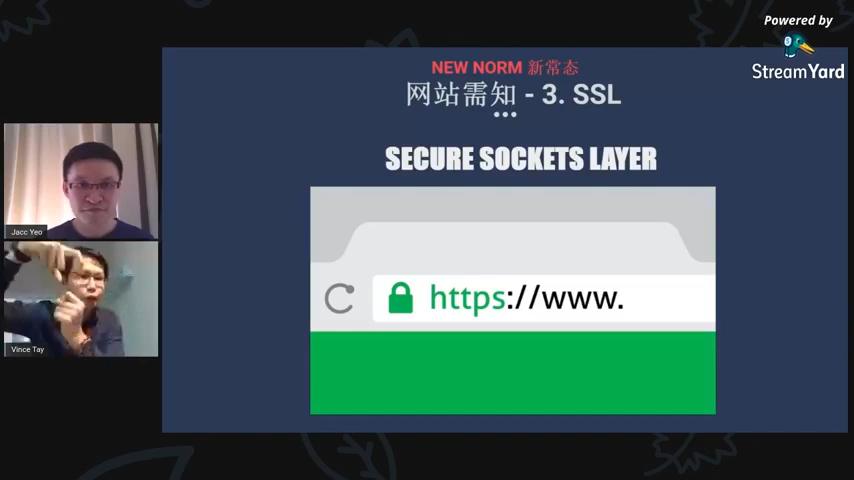 Powered by
StreamYard
NEW NORM 新常态
网站需知 - 3. SSL
SECURE SOCKETS LAYER
https://www.
Jacc Yeo
Vince Tay